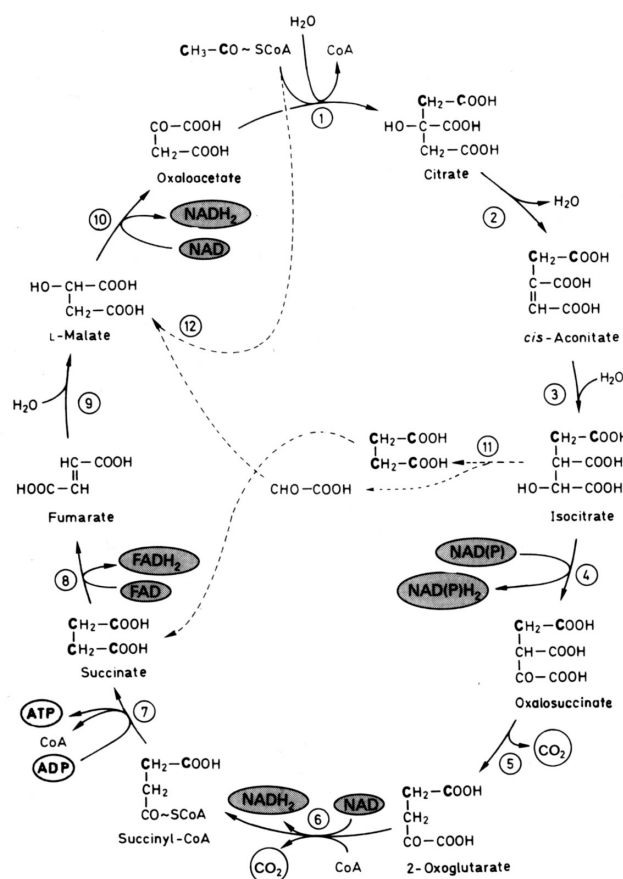 H₂O
CH₃–CO~SCoA
CoA
①
CH₂–COOH
HO–C–COOH
CH₂–COOH
Citrate
②
H₂O
CH₂–COOH
C–COOH
CH–COOH
cis-Aconitate
③
H₂O
CH₂–COOH
CH–COOH
HO–CH–COOH
Isocitrate
NAD(P)
NAD(P)H₂
④
CH₂–COOH
CH–COOH
CO–COOH
Oxalosuccinate
⑤
CO₂
CH₂–COOH
CH₂
CO–COOH
2-Oxoglutarate
NADH₂
⑥
NAD
CO₂
CoA
CH₂–COOH
CH₂
CO~SCoA
Succinyl-CoA
⑦
ATP
CoA
ADP
CH₂–COOH
CH₂–COOH
Succinate
⑧
FADH₂
FAD
HC–COOH
HOOC–CH
Fumarate
⑨
H₂O
HO–CH–COOH
CH₂–COOH
L-Malate
⑩
NADH₂
NAD
CO–COOH
CH₂–COOH
Oxaloacetate
⑪
CH₂–COOH
CH₂–COOH
CHO–COOH
⑫